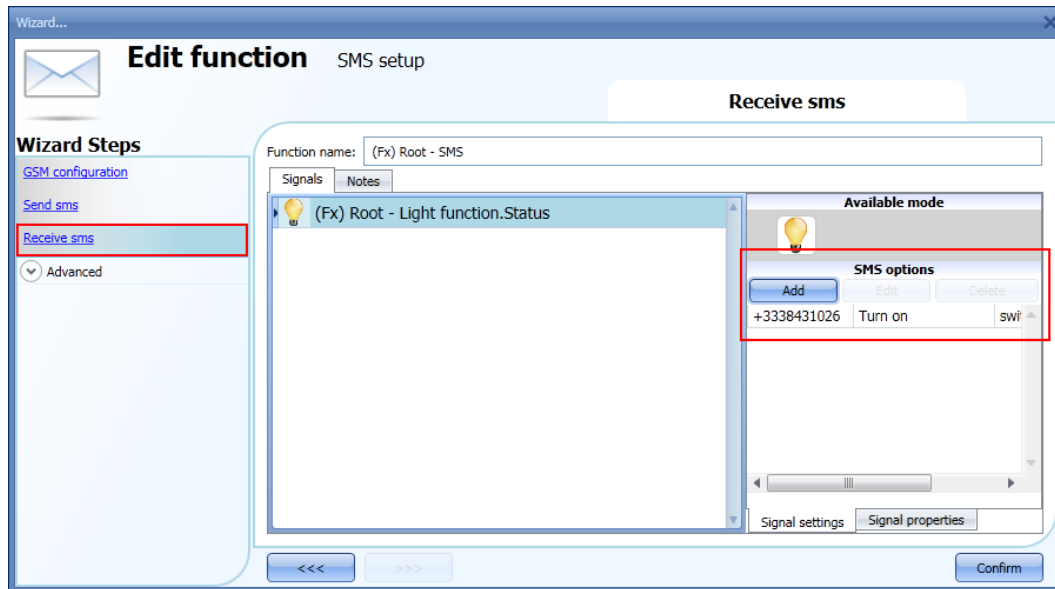 Wizard...
Edit function SMS setup
Receive sms
Wizard Steps
GSM configuration
Send sms
Receive sms
Advanced
Function name: (Fx) Root - SMS
Signals Notes
(Fx) Root - Light function.Status
Available mode
SMS options
Add Edit Delete
+3338431026 Turn on
Signal settings Signal properties
<<< >>> Confirm